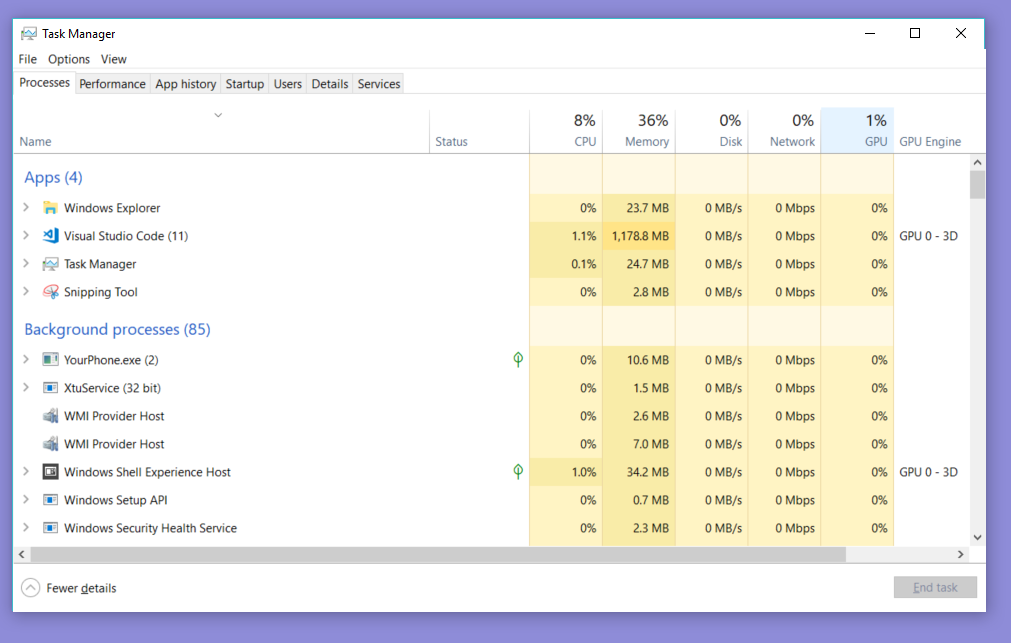 Task Manager
File Options View
Processes Performance App history Startup Users Details Services
8% 36% 0% 0% 1%
Name Status CPU Memory Disk Network GPU GPU Engine
Apps (4)
Windows Explorer 0% 23.7 MB 0 MB/s 0 Mbps 0%
Visual Studio Code (11) 1.1% 1,178.8 MB 0 MB/s 0 Mbps 0% GPU 0 - 3D
Task Manager 0.1% 24.7 MB 0 MB/s 0 Mbps 0%
Snipping Tool 0% 2.8 MB 0 MB/s 0 Mbps 0%
Background processes (85)
YourPhone.exe (2) 0% 10.6 MB 0 MB/s 0 Mbps 0%
XtuService (32 bit) 0% 1.5 MB 0 MB/s 0 Mbps 0%
WMI Provider Host 0% 2.6 MB 0 MB/s 0 Mbps 0%
WMI Provider Host 0% 7.0 MB 0 MB/s 0 Mbps 0%
Windows Shell Experience Host 1.0% 34.2 MB 0 MB/s 0 Mbps 0% GPU 0 - 3D
Windows Setup API 0% 0.7 MB 0 MB/s 0 Mbps 0%
Windows Security Health Service 0% 2.3 MB 0 MB/s 0 Mbps 0%
Fewer details End task